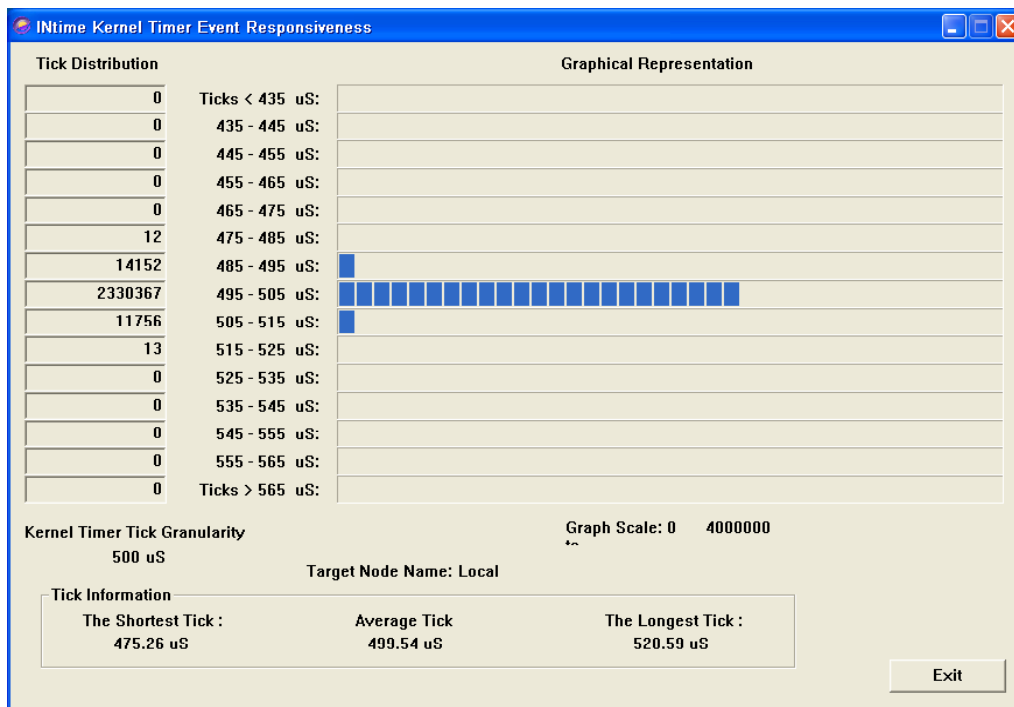 INtime Kernel Timer Event Responsiveness
Tick Distribution Graphical Representation
0 Ticks < 435 uS:
0 435 - 445 uS:
0 445 - 455 uS:
0 455 - 465 uS:
0 465 - 475 uS:
12 475 - 485 uS:
14152 485 - 495 uS:
2330367 495 - 505 uS:
11756 505 - 515 uS:
13 515 - 525 uS:
0 525 - 535 uS:
0 535 - 545 uS:
0 545 - 555 uS:
0 555 - 565 uS:
0 Ticks > 565 uS:
Kernel Timer Tick Granularity Graph Scale: 0 4000000
500 uS
Target Node Name: Local
Tick Information
The Shortest Tick : Average Tick The Longest Tick :
475.26 uS 499.54 uS 520.59 uS
Exit